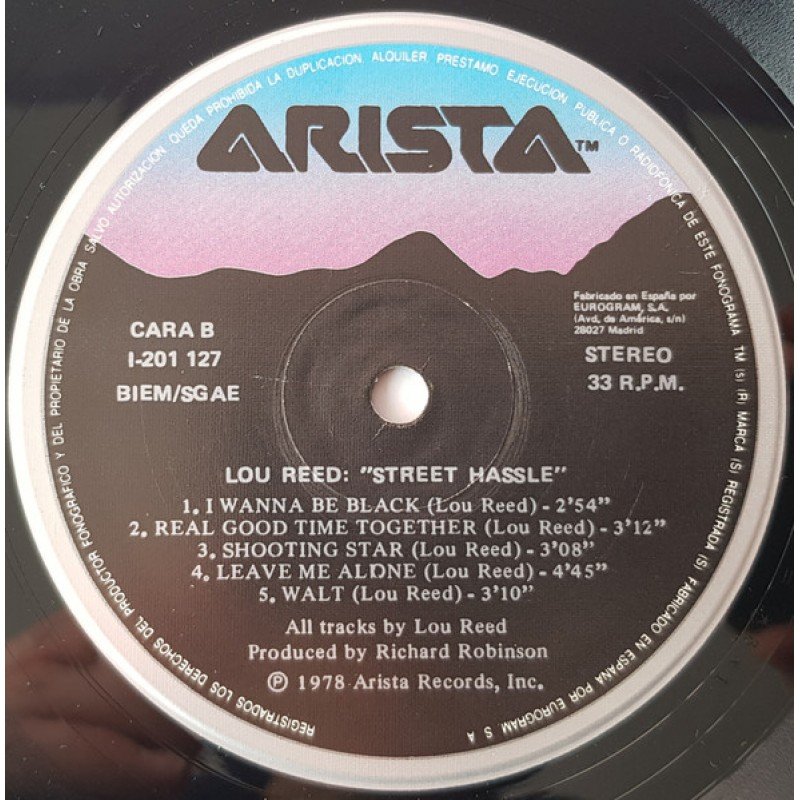 REGISTRADOS LOS DERECHOS DEL PRODUCTOR FONOGRAFICO Y DEL PROPIETARIO DE LA OBRA SALVO AUTORIZACION QUEDA PROHIBIDA LA DUPLICACION ALQUILER PRESTAMO EJECUCION PUBLICA O RADIOFONICA DE ESTE FONOGRAMA TM (s) (R) MARCA (S) REGISTRADA (S) FABRICADO EN ESPAÑA POR EUROGRAM S A
ARISTA™
Fabricado en España por
EUROGRAM, S.A.
(Avd. de América, s/n)
28027 Madrid
CARA B
I-201 127
BIEM/SGAE
STEREO
33 R.P.M.
LOU REED: "STREET HASSLE"
1. I WANNA BE BLACK (Lou Reed) - 2'54"
2. REAL GOOD TIME TOGETHER (Lou Reed) - 3'12"
3. SHOOTING STAR (Lou Reed) - 3'08"
4. LEAVE ME ALONE (Lou Reed) - 4'45"
5. WALT (Lou Reed) - 3'10"
All tracks by Lou Reed
Produced by Richard Robinson
℗ 1978 Arista Records, Inc.